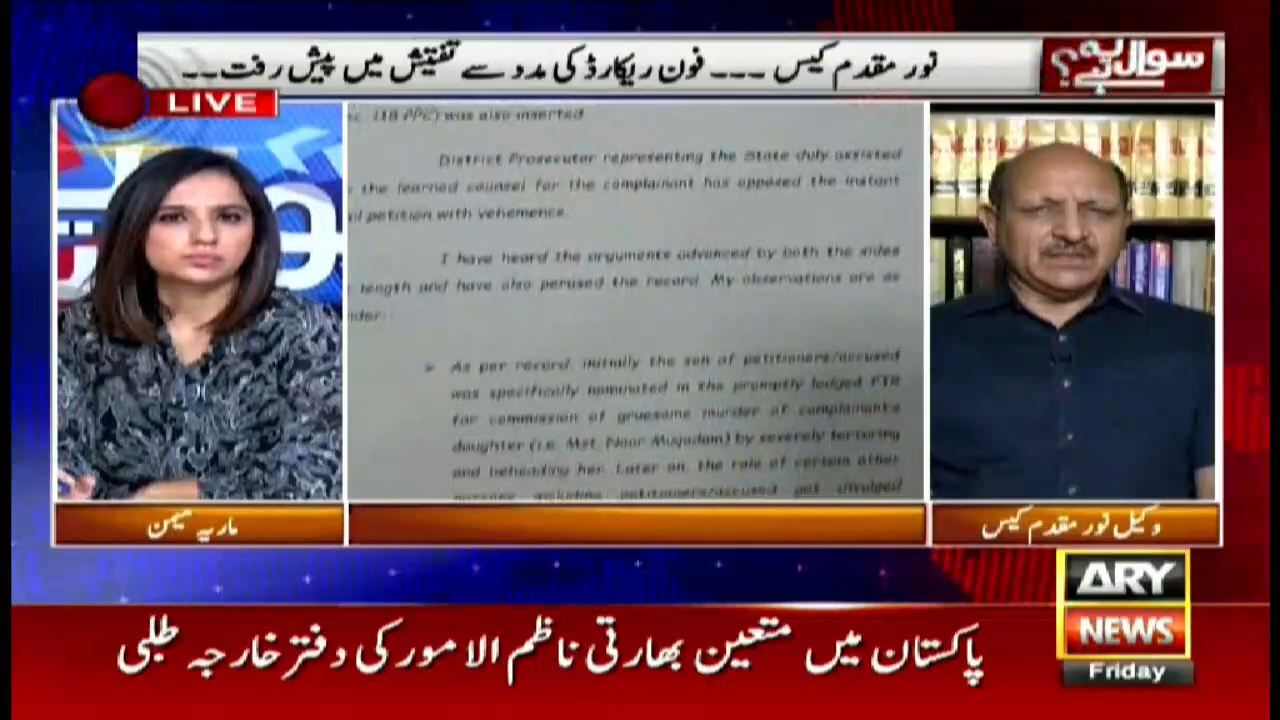 نور مقدم کیس ۔۔۔ فون ریکارڈ کی مدد سے تفتیش میں پیش رفت۔۔
سوال یہ ہے؟
LIVE
(18 PPC) was also inserted
District Prosecutor representing the State duly assisted
the learned counsel for the complainant has opposed the instant
petition with vehemence.
I have heard the arguments advanced by both the sides
length and have also perused the record. My observations are as
As per record, initially the son of petitioners/accused
was specifically nominated in the promptly lodged FIR
for commission of gruesome murder of complainant's
daughter (i.e. Mst. Noor Muqadam) by severely torturing
and beheading her. Later on, the role of certain other
persons including petitioners/accused got divulged
ماریہ میمن
وکیل نور مقدم کیس
ARY
NEWS
Friday
پاکستان میں متعین بھارتی ناظم الامور کی دفتر خارجہ طلبی